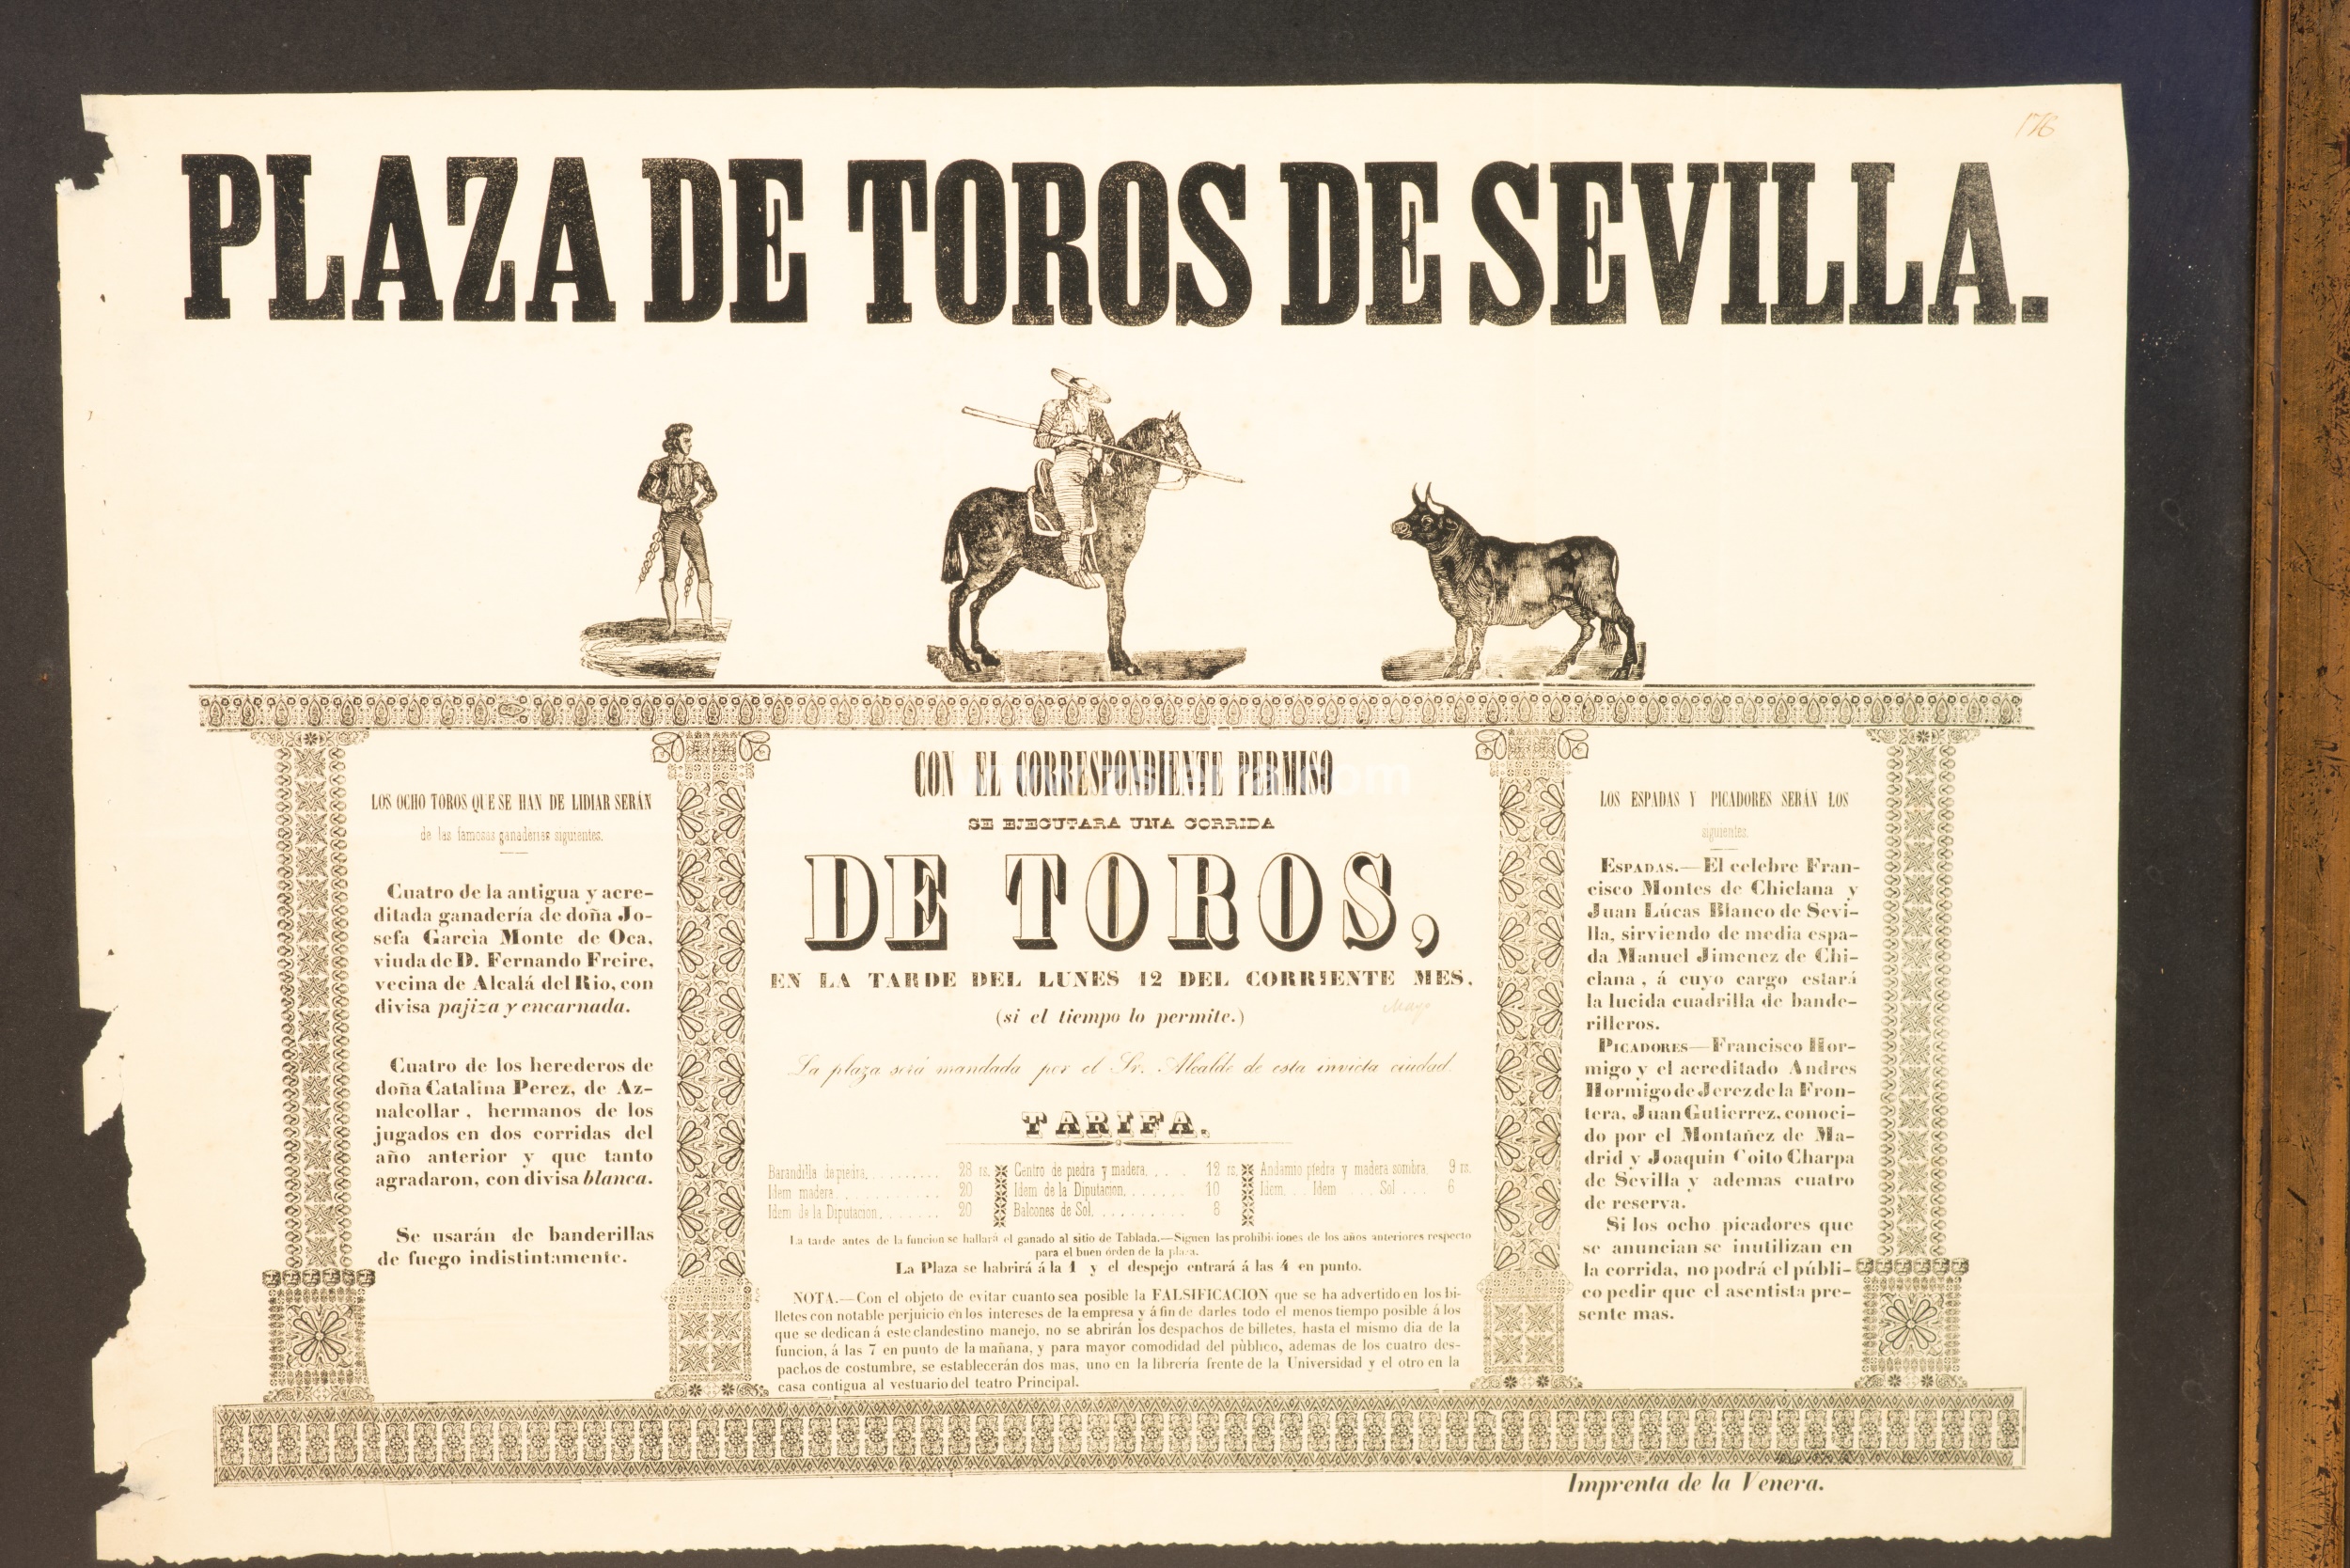 176
PLAZA DE TOROS DE SEVILLA.
LOS OCHO TOROS QUE SE HAN DE LIDIAR SERÁN
de las famosas ganaderias siguientes.
Cuatro de la antigua y acre-
ditada ganadería de doña Jo-
sefa Garcìa Monte de Oca,
viuda de D. Fernando Freire,
vecina de Alcalá del Rio, con
divisa pajiza y encarnada.
Cuatro de los herederos de
doña Catalina Perez, de Az-
nalcollar, hermanos de los
jugados en dos corridas del
año anterior y que tanto
agradaron, con divisa blanca.
Se usarán de banderillas
de fuego indistintamente.
CON EL CORRESPONDIENTE PERMISO
SE EJECUTARA UNA CORRIDA
DE TOROS,
EN LA TARDE DEL LUNES 12 DEL CORRIENTE MES.
Mayo
(si el tiempo lo permite.)
La plaza será mandada por el Sr. Alcalde de esta invicta ciudad.
TARIFA.
Barandilla de piedra. . . . . . . . . . 28 rs.
Idem madera. . . . . . . . . . . . . 20
Idem de la Diputacion. . . . . . . . 20
Centro de piedra y madera. . . . . 12 rs.
Idem de la Diputacion. . . . . . . 10
Balcones de Sol. . . . . . . . . . 8
Andamio piedra y madera sombra. 9 rs.
Idem. . . Idem . . . . Sol . . . 6
La tarde antes de la funcion se hallará el ganado al sitio de Tablada.—Siguen las prohibiciones de los años anteriores respecto
para el buen órden de la plaza.
La Plaza se habrirá á la 1 y el despejo entrará á las 4 en punto.
NOTA.—Con el objeto de evitar cuanto sea posible la FALSIFICACION que se ha advertido en los bi-
lletes con notable perjuicio en los intereses de la empresa y á fin de darles todo el menos tiempo posible á los
que se dedican á este clandestino manejo, no se abrirán los despachos de billetes, hasta el mismo dia de la
funcion, á las 7 en punto de la mañana, y para mayor comodidad del pùblico, ademas de los cuatro des-
pachos de costumbre, se establecerán dos mas, uno en la librería frente de la Universidad y el otro en la
casa contigua al vestuario del teatro Principal.
LOS ESPADAS Y PICADORES SERÁN LOS
siguientes.
ESPADAS.—El celebre Fran-
cisco Montes de Chiclana y
Juan Lúcas Blanco de Sevi-
lla, sirviendo de media espa-
da Manuel Jimenez de Chi-
clana, á cuyo cargo estará
la lucida cuadrilla de bande-
rilleros.
PICADORES—Francisco Hor-
migo y el acreditado Andres
Hormigo de Jerez de la Fron-
tera, Juan Gutierrez, conoci-
do por el Montañez de Ma-
drid y Joaquin Coito Charpa
de Sevilla y ademas cuatro
de reserva.
Si los ocho picadores que
se anuncian se inutilizan en
la corrida, no podrá el públi-
co pedir que el asentista pre-
sente mas.
Imprenta de la Venera.